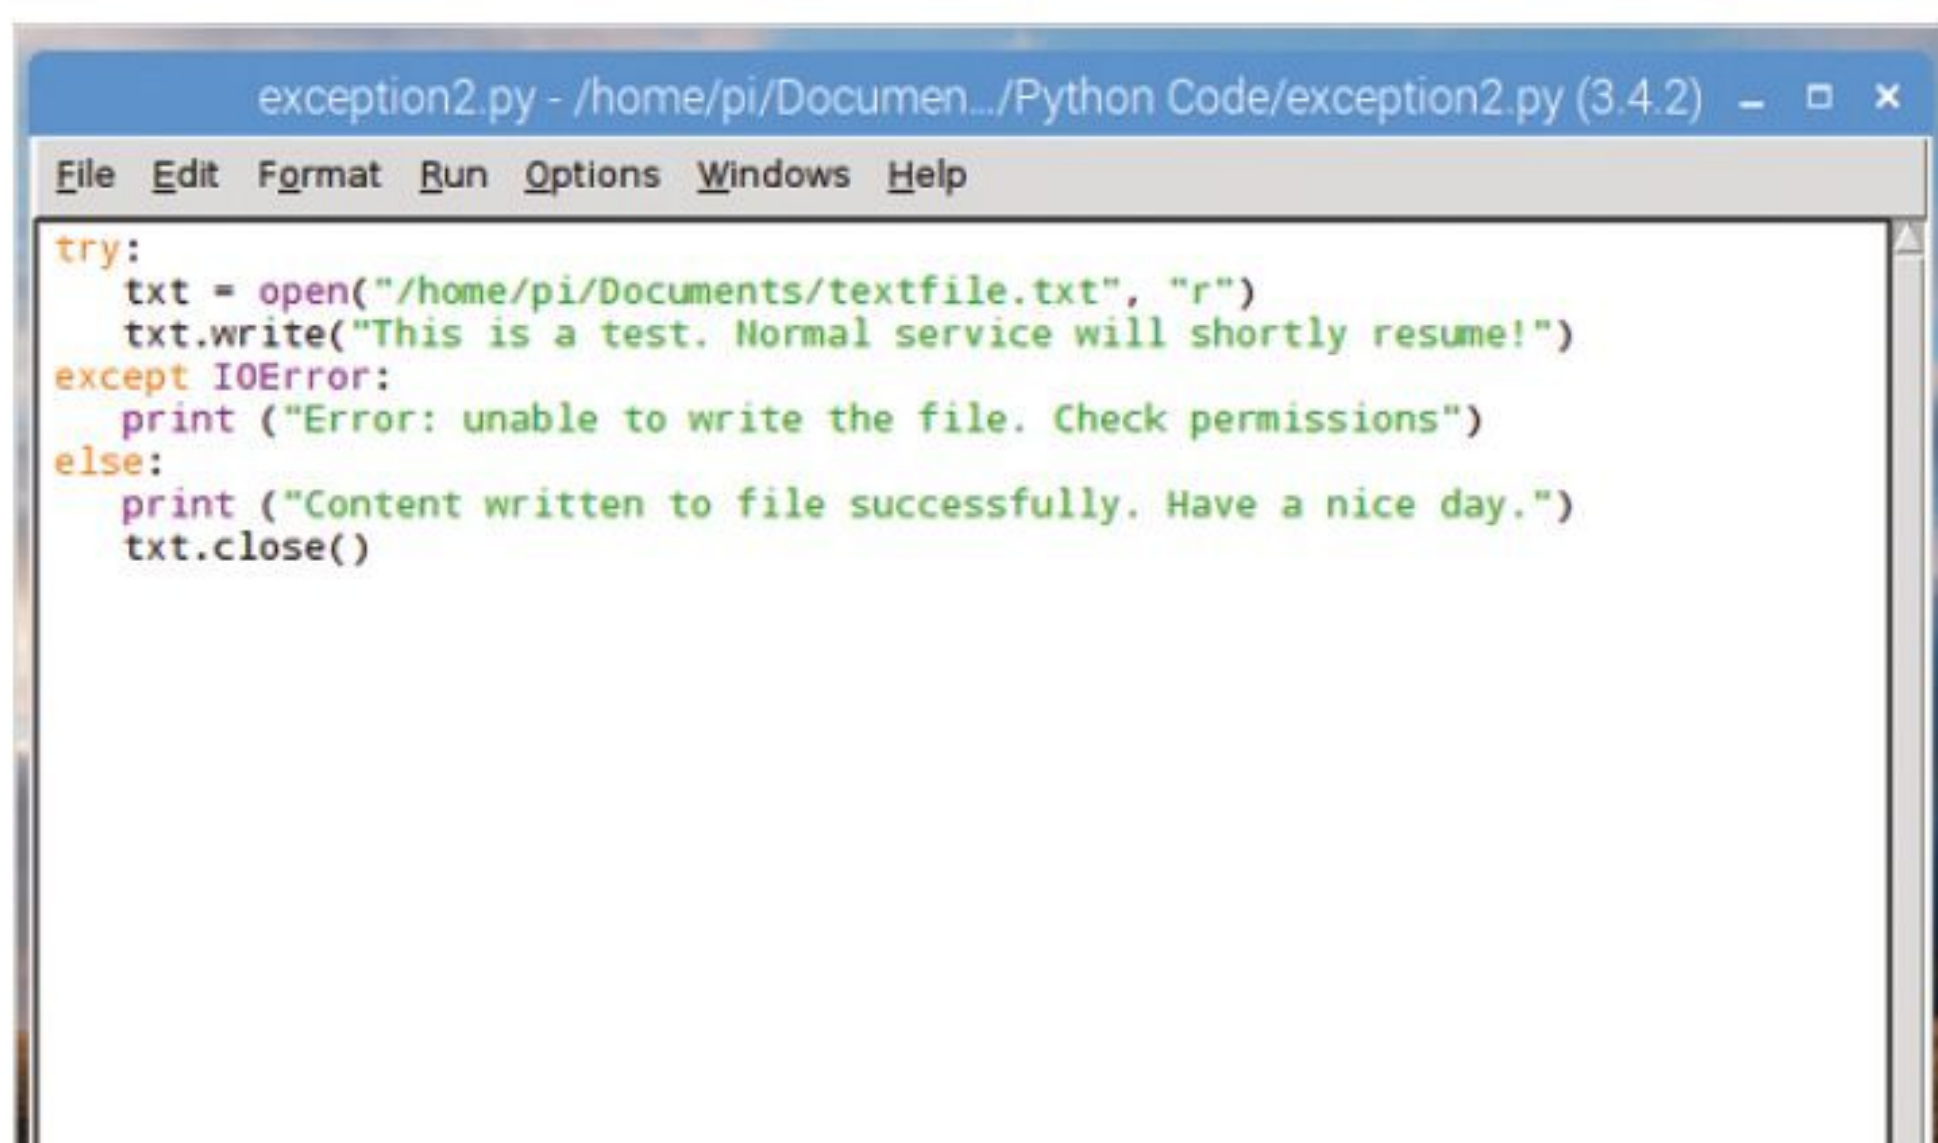 exception2.py - /home/pi/Documen.../Python Code/exception2.py (3.4.2)
File Edit Format Run Options Windows Help
try:
   txt = open("/home/pi/Documents/textfile.txt", "r")
   txt.write("This is a test. Normal service will shortly resume!")
except IOError:
   print ("Error: unable to write the file. Check permissions")
else:
   print ("Content written to file successfully. Have a nice day.")
   txt.close()